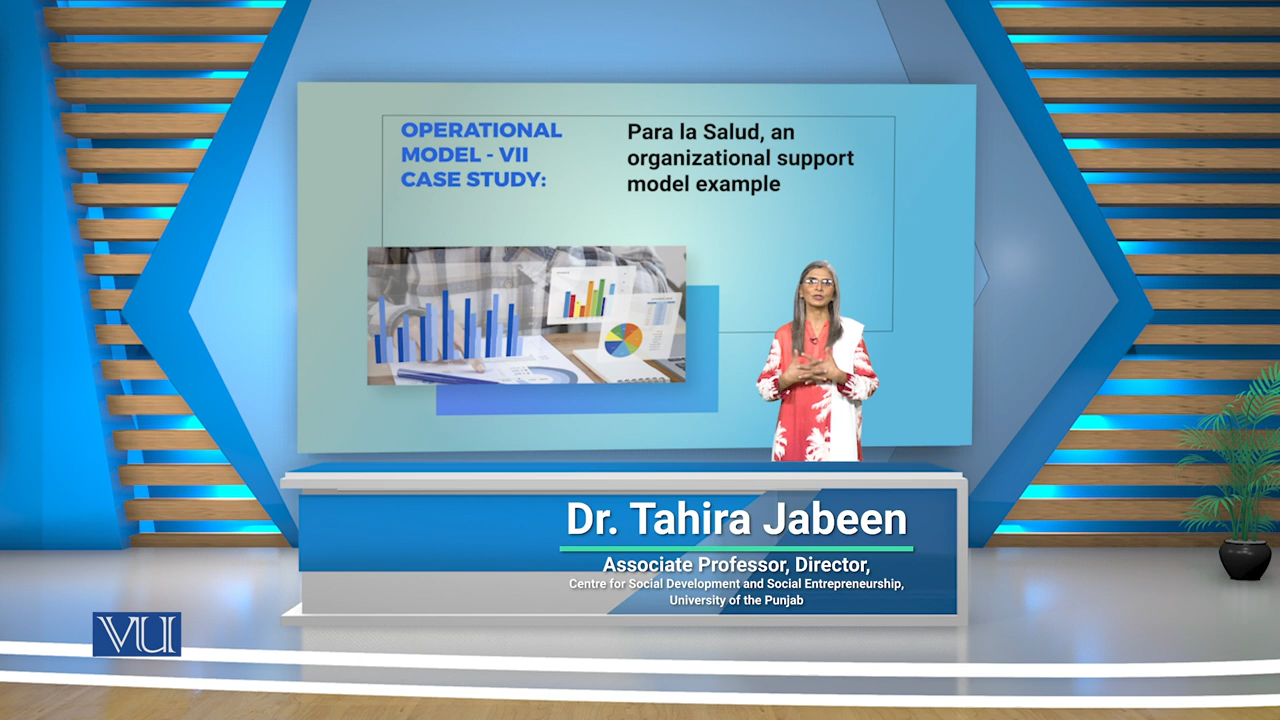 OPERATIONAL
MODEL - VII
CASE STUDY:
Para la Salud, an
organizational support
model example
Dr. Tahira Jabeen
Associate Professor, Director,
Centre for Social Development and Social Entrepreneurship,
University of the Punjab
VU